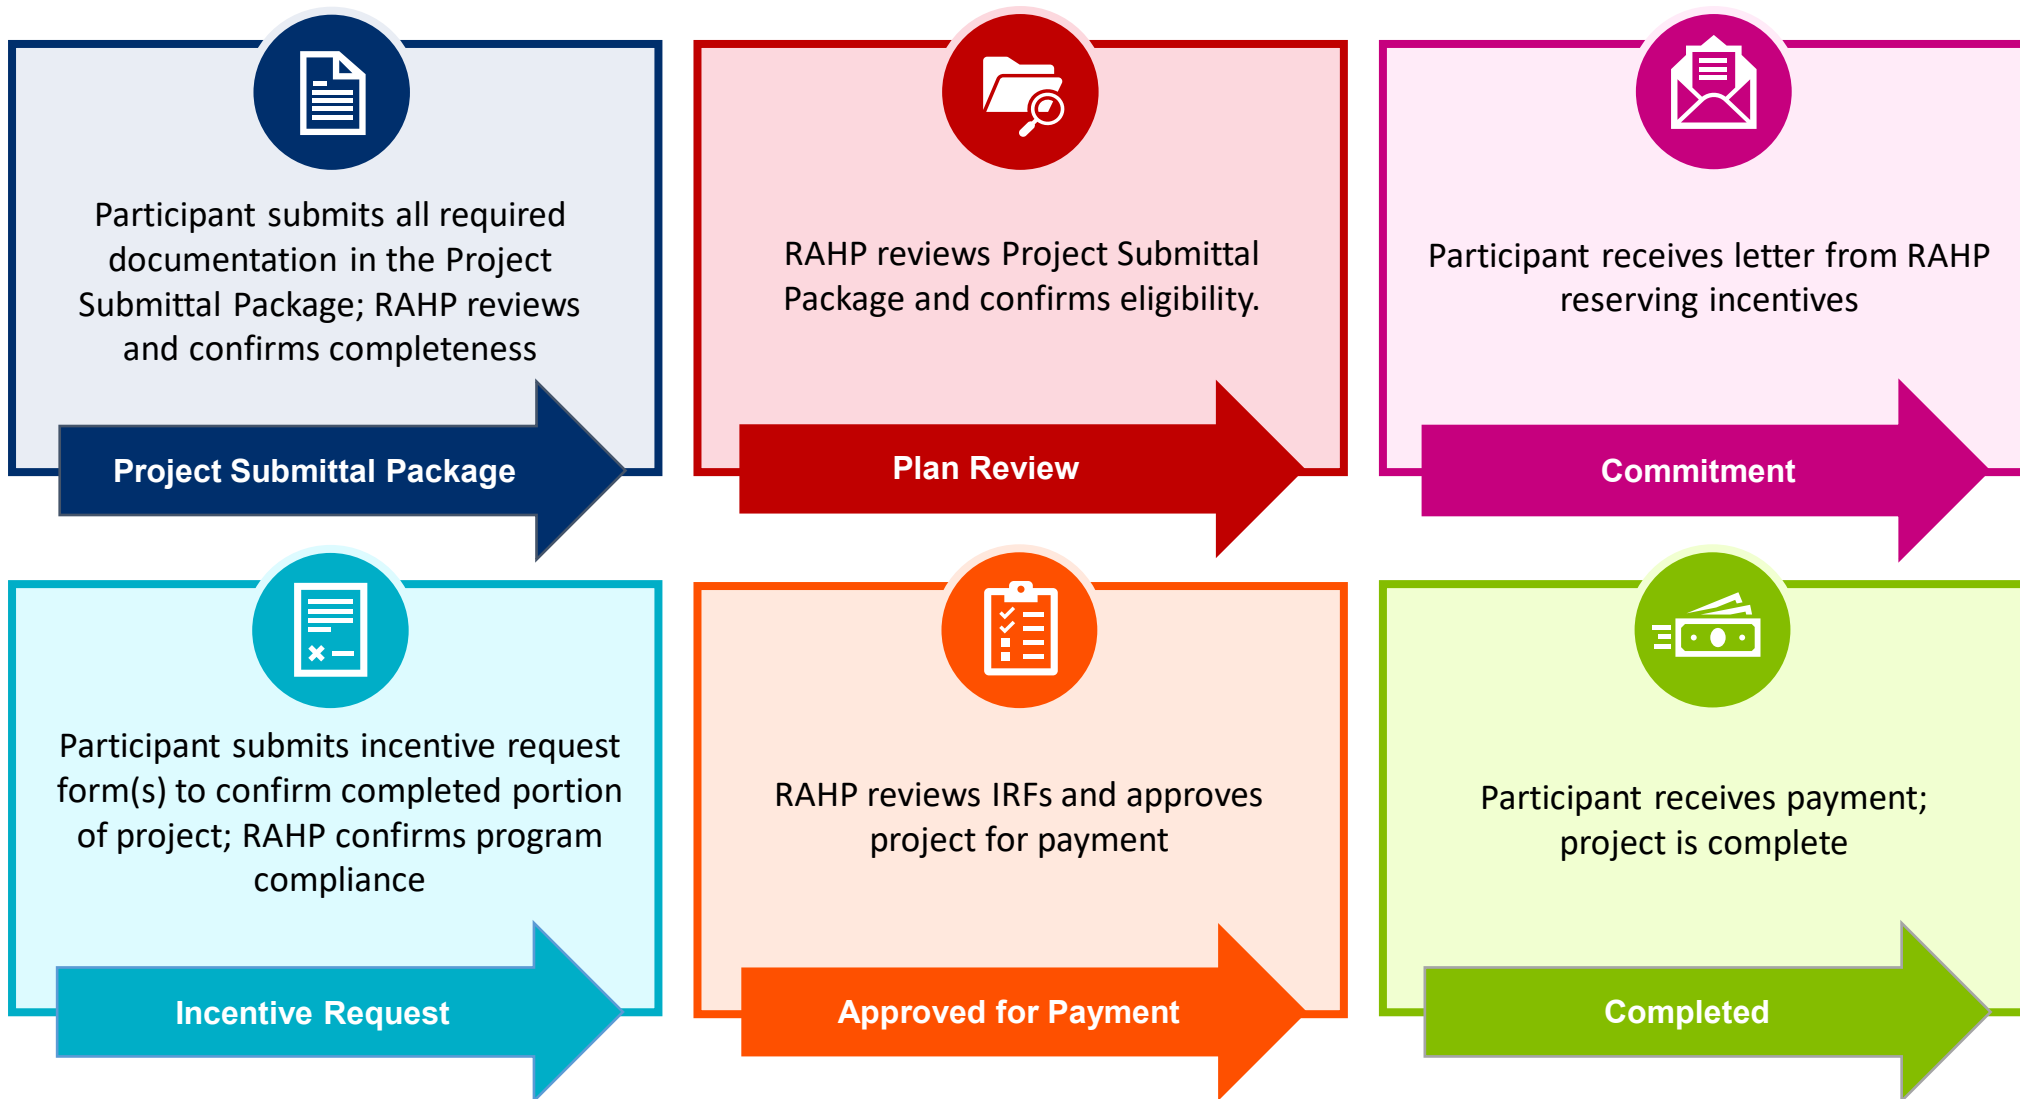 Participant submits all required
documentation in the Project
Submittal Package; RAHP reviews
and confirms completeness
Project Submittal Package
RAHP reviews Project Submittal
Package and confirms eligibility.
Plan Review
Participant receives letter from RAHP
reserving incentives
Commitment
Participant submits incentive request
form(s) to confirm completed portion
of project; RAHP confirms program
compliance
Incentive Request
RAHP reviews IRFs and approves
project for payment
Approved for Payment
Participant receives payment;
project is complete
Completed